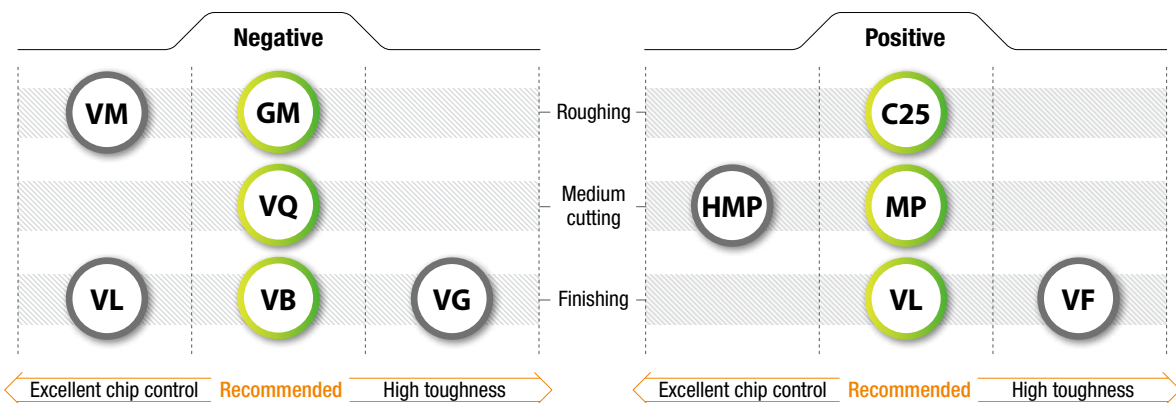 Negative
Positive
VM
GM
Roughing
C25
VQ
Medium
cutting
HMP
MP
VL
VB
VG
Finishing
VL
VF
Excellent chip control
Recommended
High toughness
Excellent chip control
Recommended
High toughness